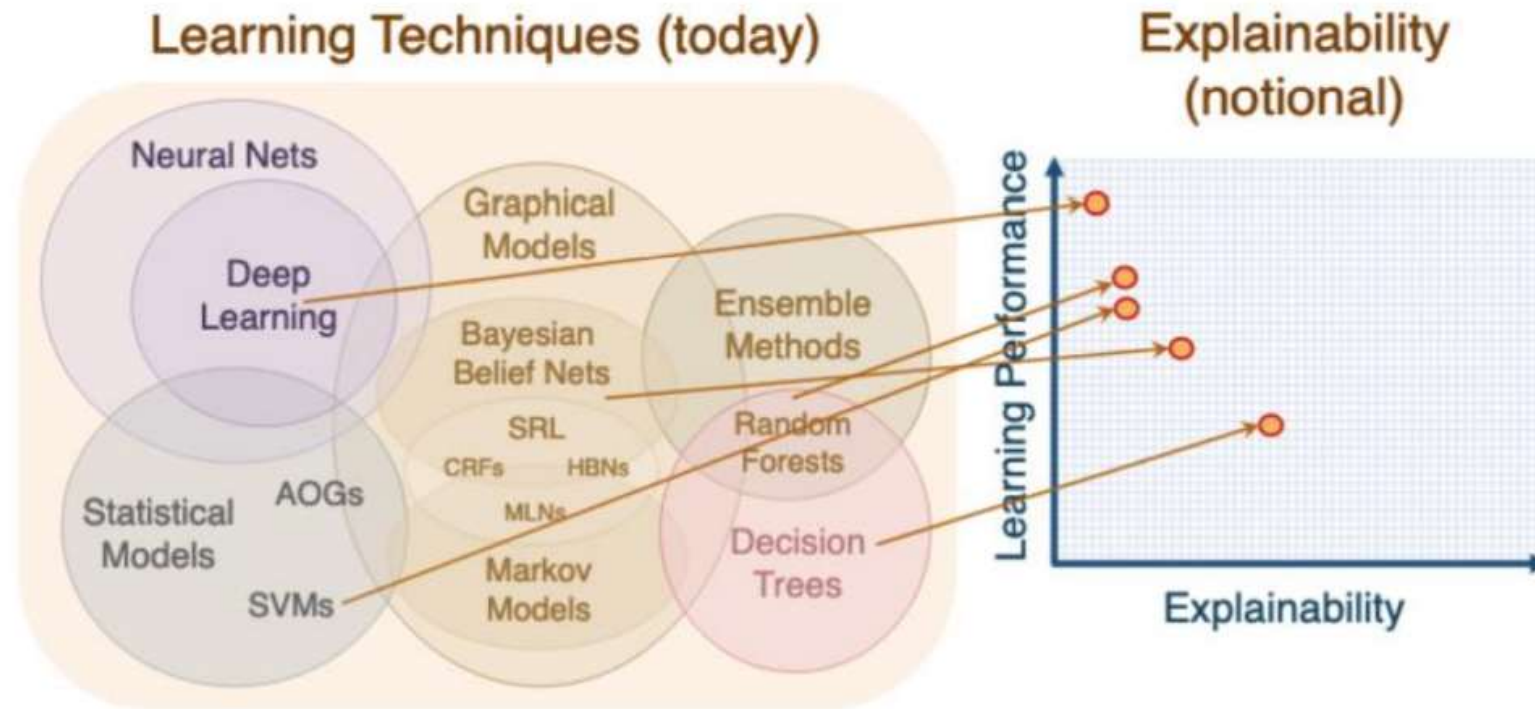 Learning Techniques (today)
Neural Nets
Deep
Learning
Graphical
Models
Bayesian
Belief Nets
SRL
CRFs
HBNs
MLNs
Markov
Models
Ensemble
Methods
Random
Forests
Decision
Trees
Statistical
Models
AOGs
SVMs
Explainability
(notional)
Learning Performance
Explainability